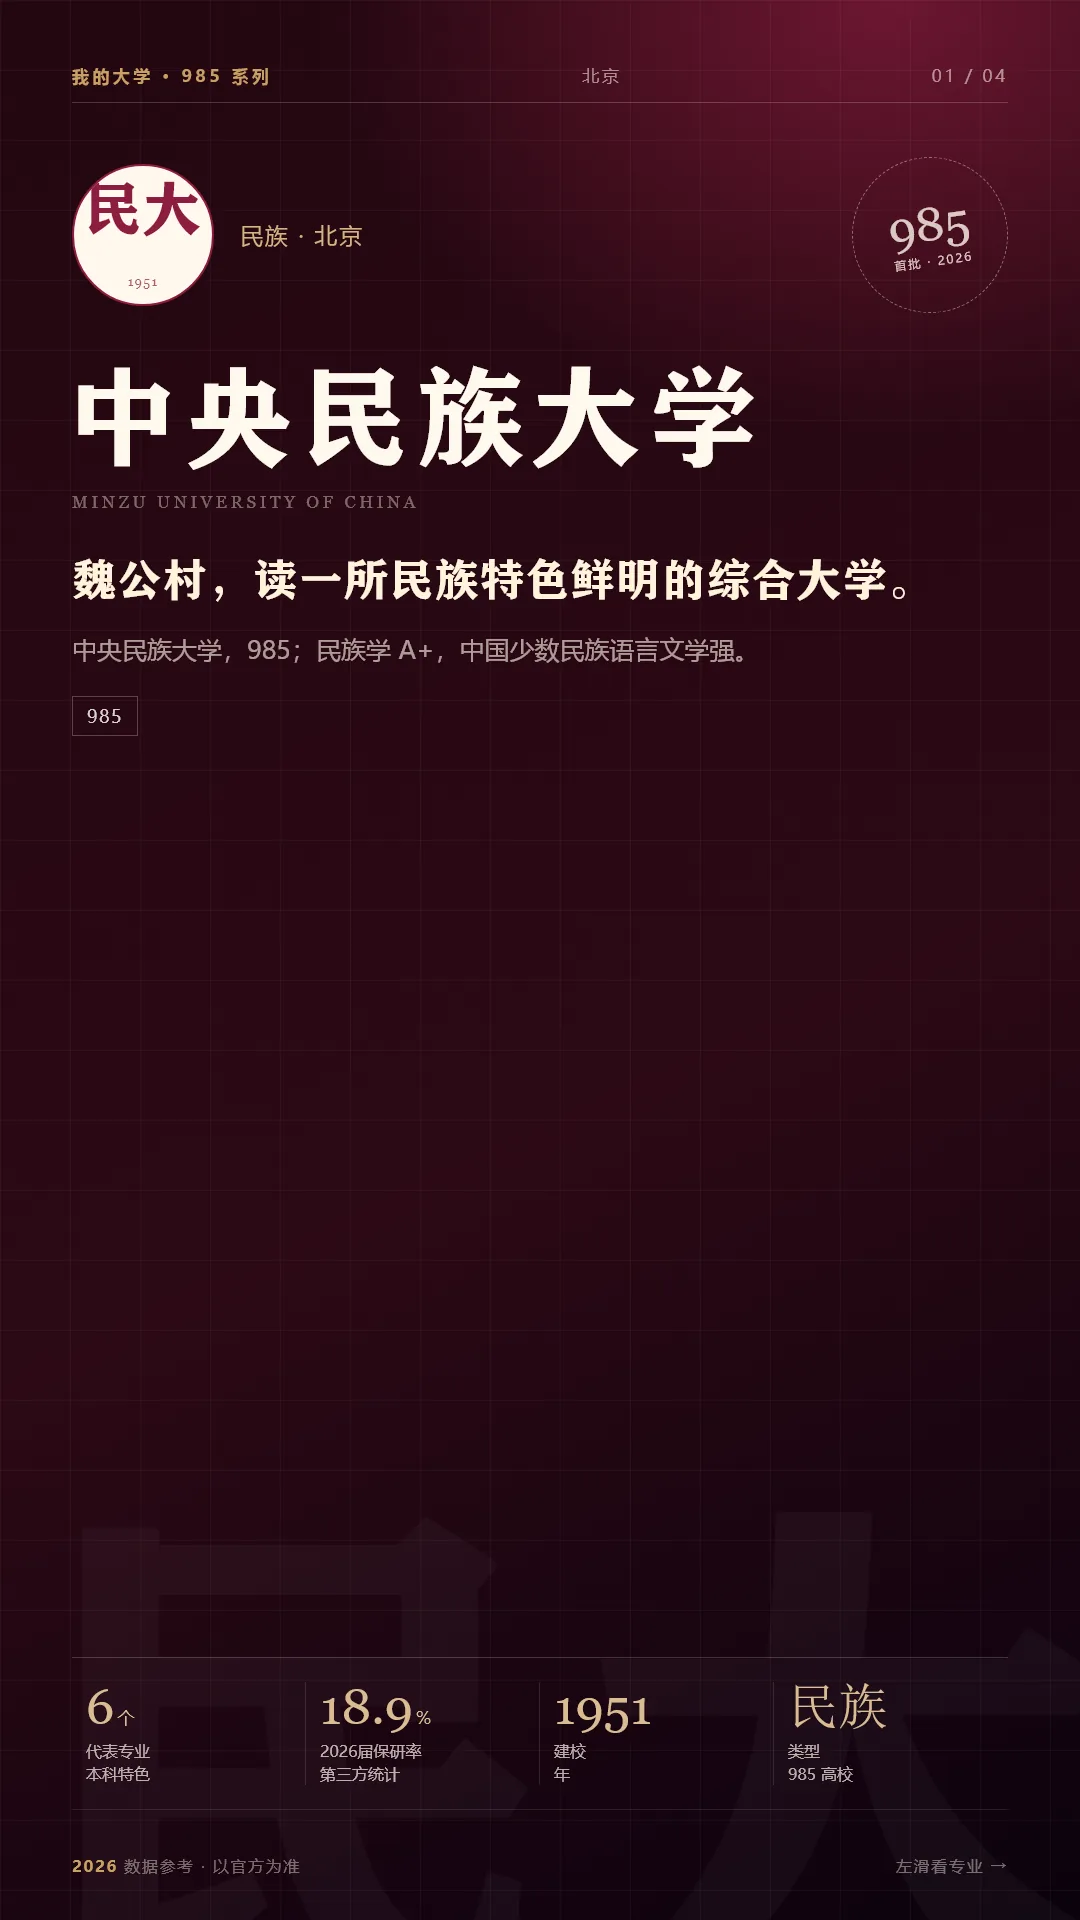 我的大学 · 985 系列
北京
01 / 04
民大
1951
民族 · 北京
985
首批 · 2026
中央民族大学
MINZU UNIVERSITY OF CHINA
魏公村，读一所民族特色鲜明的综合大学。
中央民族大学，985；民族学 A+，中国少数民族语言文学强。
985
民大
6个
代表专业
本科特色
18.9%
2026届保研率
第三方统计
1951
建校
年
民族
类型
985 高校
2026 数据参考 · 以官方为准
左滑看专业 →